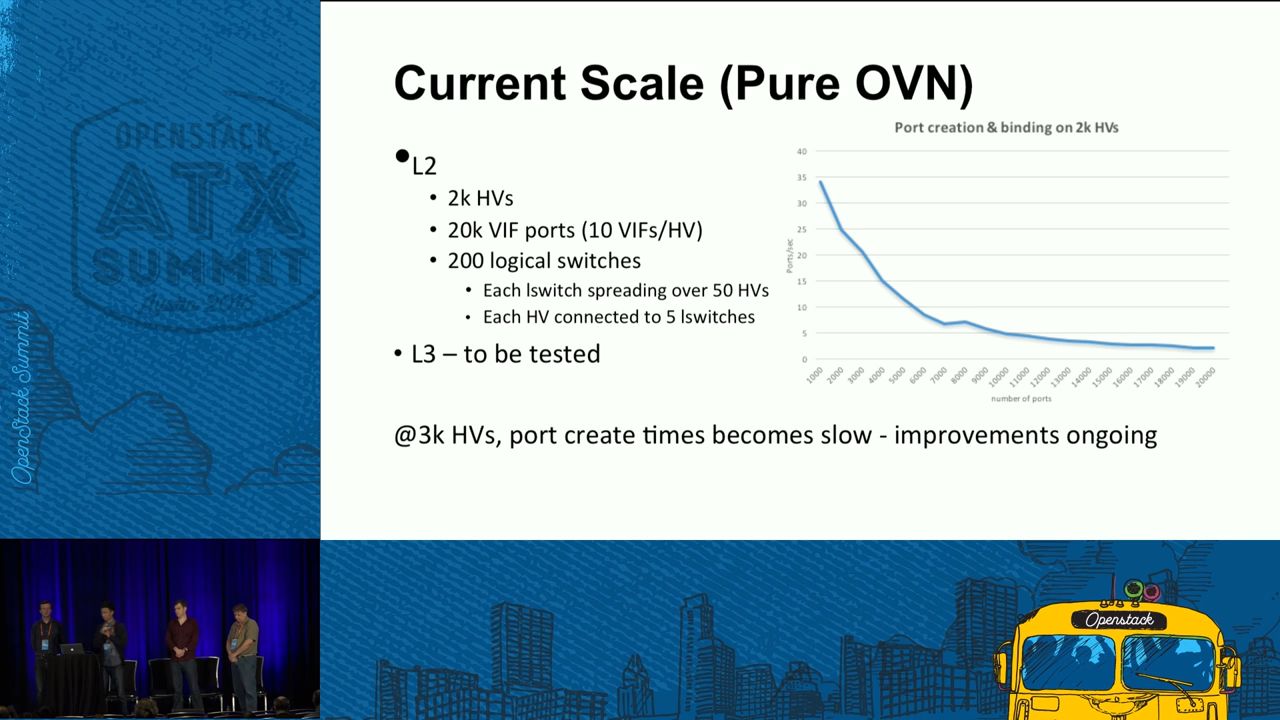 OPENSTACK
ATX
SUMMIT
OpenStack Summit
Current Scale (Pure OVN)
•L2
• 2k HVs
• 20k VIF ports (10 VIFs/HV)
• 200 logical switches
• Each lswitch spreading over 50 HVs
• Each HV connected to 5 lswitches
• L3 – to be tested
Port creation & binding on 2k HVs
Ports/sec
40
35
30
25
20
15
10
5
0
1000 2000 3000 4000 5000 6000 7000 8000 9000 10000 11000 12000 13000 14000 15000 16000 17000 18000 19000 20000
number of ports
@3k HVs, port create times becomes slow - improvements ongoing
Openstack